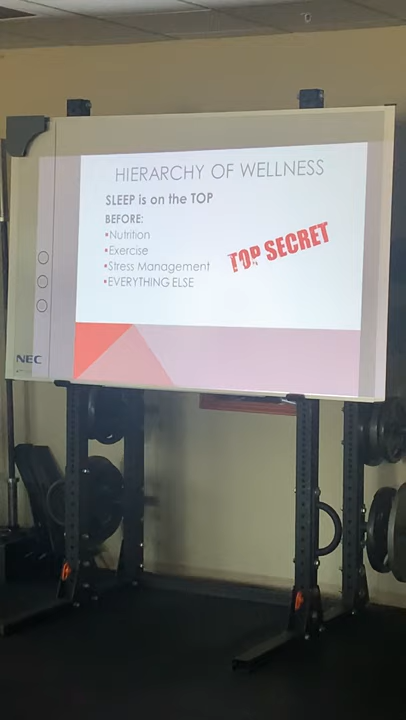 HIERARCHY OF WELLNESS
SLEEP is on the TOP
BEFORE:
•Nutrition
•Exercise
•Stress Management
•EVERYTHING ELSE
TOP SECRET
NEC